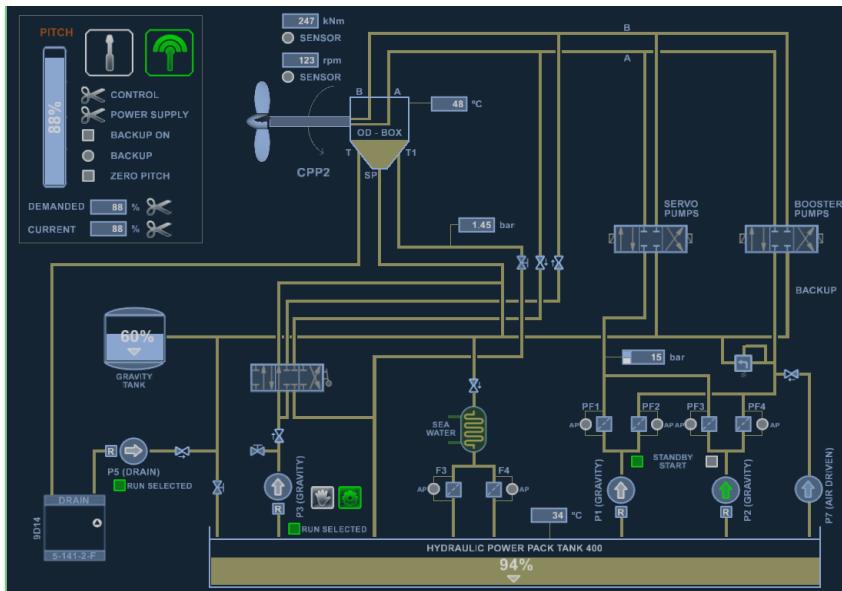 PITCH
88%
CONTROL
POWER SUPPLY
BACKUP ON
BACKUP
ZERO PITCH
DEMANDED 88 %
CURRENT 88 %
247 kNm
SENSOR
123 rpm
SENSOR
B
A
B A
OD - BOX
48 °C
T T1
SP
CPP2
1.45 bar
SERVO
PUMPS
BOOSTER
PUMPS
BACKUP
60%
GRAVITY
TANK
15 bar
SEA
WATER
PF1 PF2 PF3 PF4
AP AP AP AP
STANDBY
START
R
P5 (DRAIN)
RUN SELECTED
P3 (GRAVITY)
R
RUN SELECTED
F3 F4
AP AP
P1 (GRAVITY)
R
P2 (GRAVITY)
R
P7 (AIR DRIVEN)
DRAIN
9D14
5-141-2-F
34 °C
HYDRAULIC POWER PACK TANK 400
94%